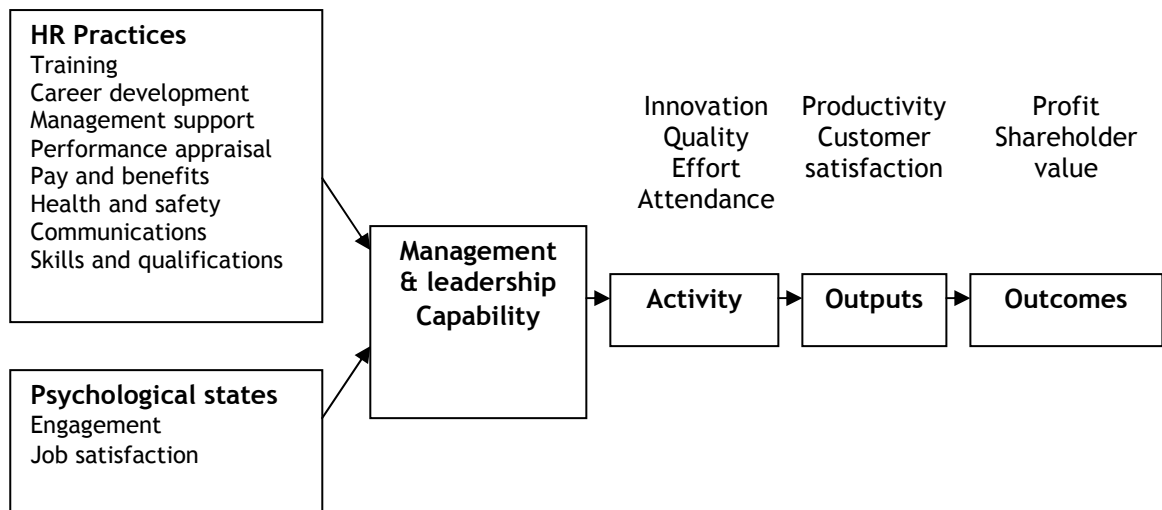 HR Practices
Training
Career development
Management support
Performance appraisal
Pay and benefits
Health and safety
Communications
Skills and qualifications
Psychological states
Engagement
Job satisfaction
Management
& leadership
Capability
Innovation
Quality
Effort
Attendance
Activity
Productivity
Customer
satisfaction
Outputs
Profit
Shareholder
value
Outcomes